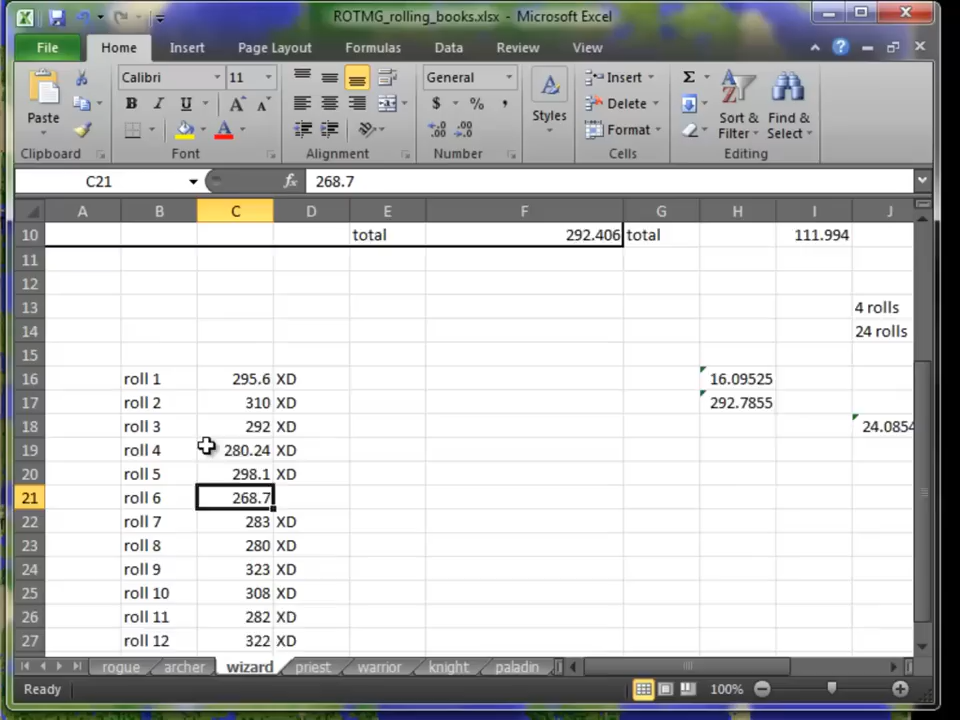 ROTMG_rolling_books.xlsx - Microsoft Excel
File Home Insert Page Layout Formulas Data Review View
Calibri 11 General Insert Σ
Paste B I U A A $ % , Styles Delete Sort & Filter Find & Select
A .00 .00 Format
Clipboard Font Alignment Number Cells Editing
C21 fx 268.7
A B C D E F G H I J
10 total 292.406 total 111.994
11
12
13 4 rolls
14 24 rolls
15
16 roll 1 295.6 XD 16.09525
17 roll 2 310 XD 292.7855
18 roll 3 292 XD 24.0854
19 roll 4 280.24 XD
20 roll 5 298.1 XD
21 roll 6 268.7
22 roll 7 283 XD
23 roll 8 280 XD
24 roll 9 323 XD
25 roll 10 308 XD
26 roll 11 282 XD
27 roll 12 322 XD
rogue archer wizard priest warrior knight paladin
Ready 100%